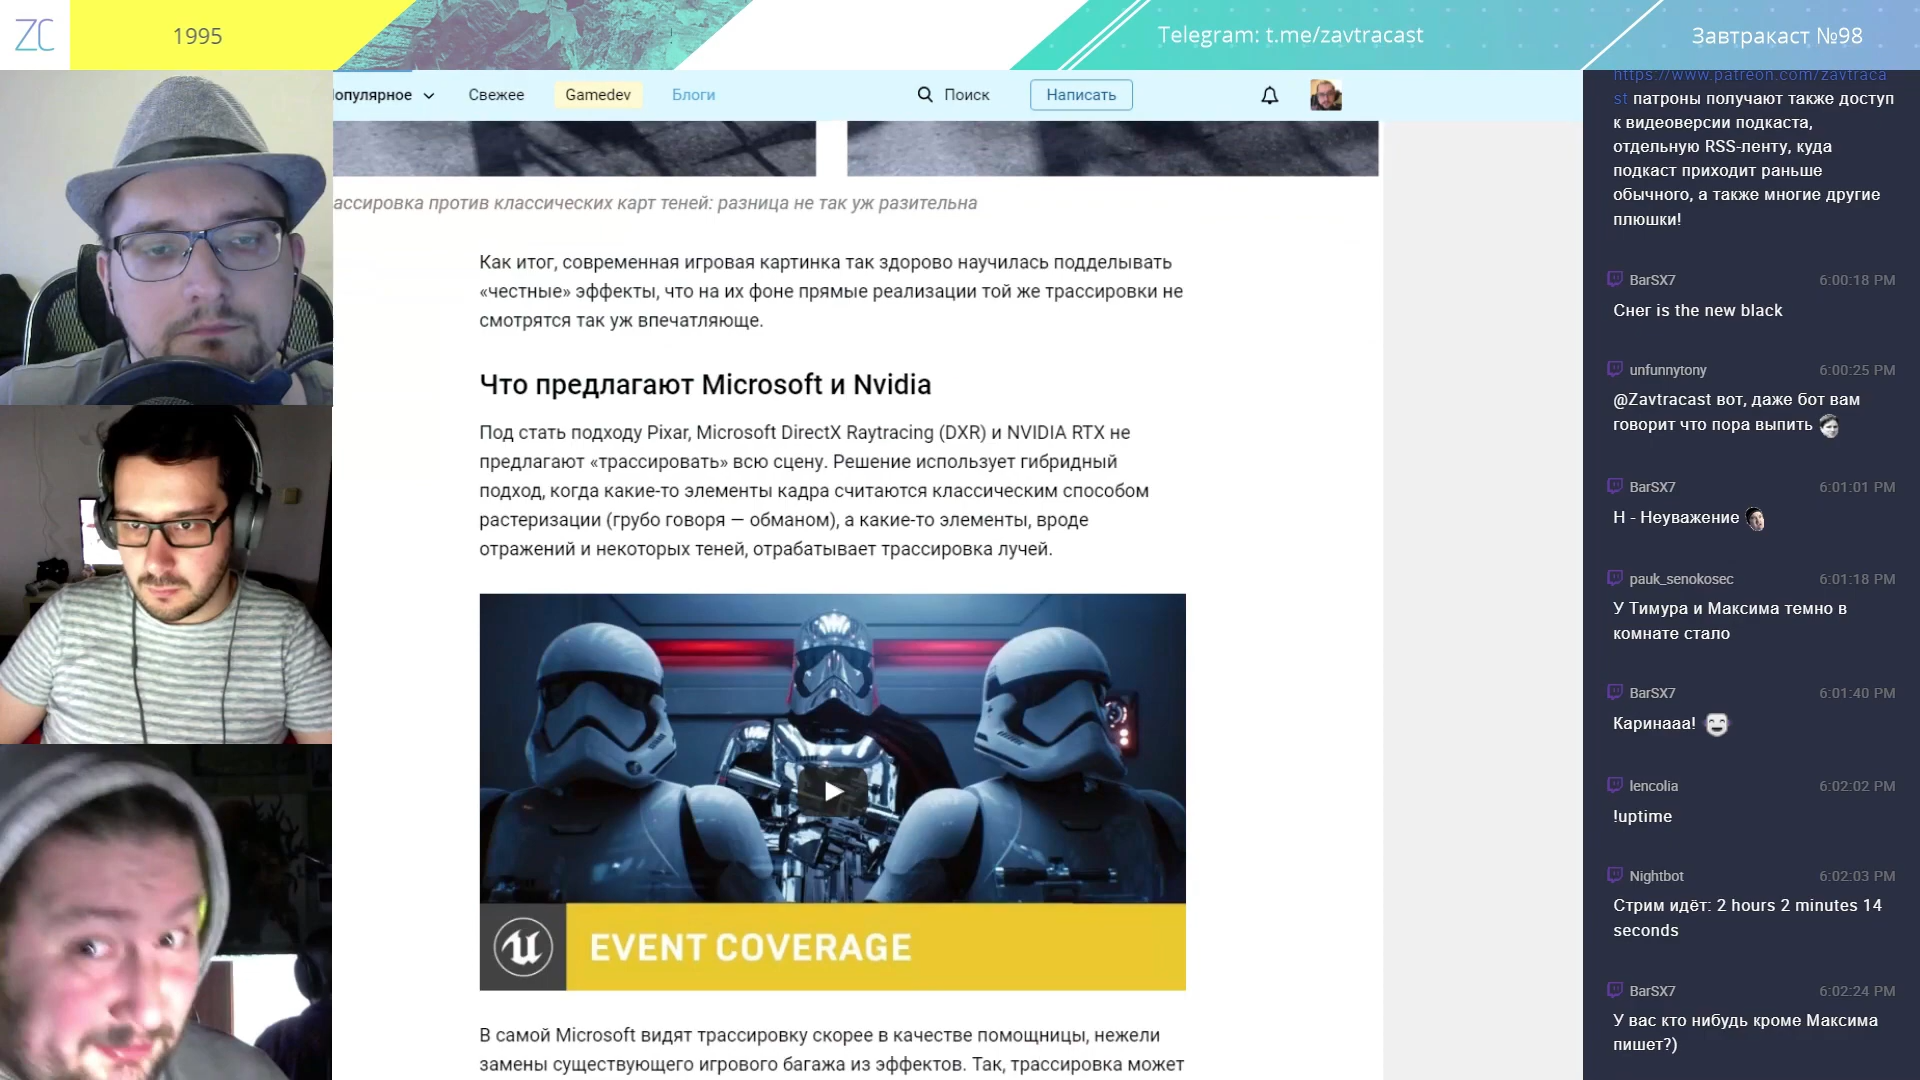 ZC
1995
Telegram: t.me/zavtracast
Завтракаст №98
опулярное
Свежее
Gamedev
Блоги
Поиск
Написать
ассировка против классических карт теней: разница не так уж разительна
Как итог, современная игровая картинка так здорово научилась подделывать
«честные» эффекты, что на их фоне прямые реализации той же трассировки не
смотрятся так уж впечатляюще.
Что предлагают Microsoft и Nvidia
Под стать подходу Pixar, Microsoft DirectX Raytracing (DXR) и NVIDIA RTX не
предлагают «трассировать» всю сцену. Решение использует гибридный
подход, когда какие-то элементы кадра считаются классическим способом
растеризации (грубо говоря — обманом), а какие-то элементы, вроде
отражений и некоторых теней, отрабатывает трассировка лучей.
EVENT COVERAGE
В самой Microsoft видят трассировку скорее в качестве помощницы, нежели
замены существующего игрового багажа из эффектов. Так, трассировка может
https://www.patreon.com/zavtraca
st патроны получают также доступ
к видеоверсии подкаста,
отдельную RSS-ленту, куда
подкаст приходит раньше
обычного, а также многие другие
плюшки!
BarSX7 6:00:18 PM
Снег is the new black
unfunnytony 6:00:25 PM
@Zavtracast вот, даже бот вам
говорит что пора выпить
BarSX7 6:01:01 PM
Н - Неуважение
pauk_senokosec 6:01:18 PM
У Тимура и Максима темно в
комнате стало
BarSX7 6:01:40 PM
Каринааа!
lencolia 6:02:02 PM
!uptime
Nightbot 6:02:03 PM
Стрим идёт: 2 hours 2 minutes 14
seconds
BarSX7 6:02:24 PM
У вас кто нибудь кроме Максима
пишет?)